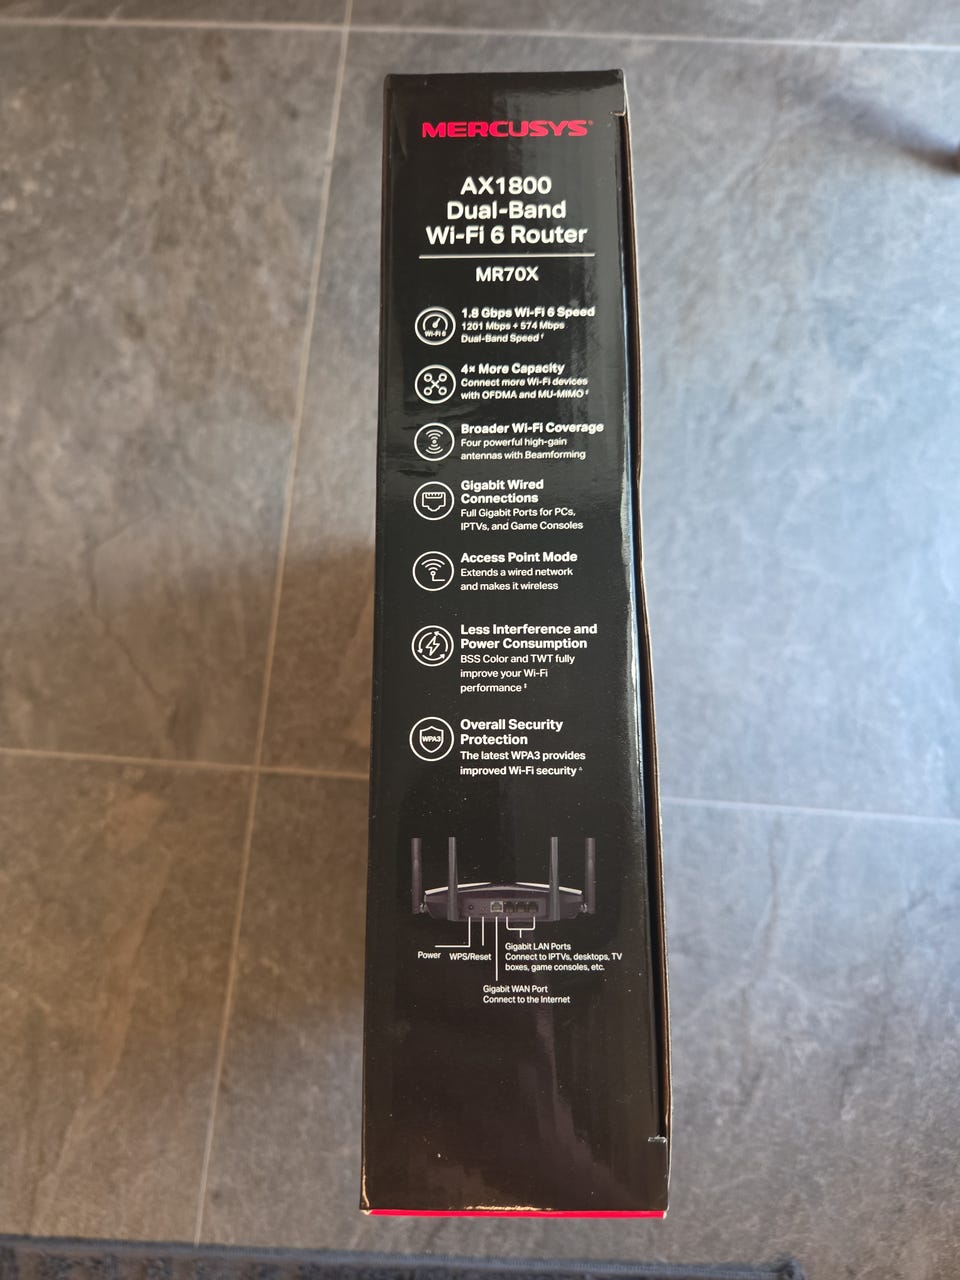 MERCUSYS®
AX1800
Dual-Band
Wi-Fi 6 Router
MR70X
Wi-Fi 6
1.8 Gbps Wi-Fi 6 Speed
1201 Mbps + 574 Mbps
Dual-Band Speed†
4× More Capacity
Connect more Wi-Fi devices
with OFDMA and MU-MIMO‡
Broader Wi-Fi Coverage
Four powerful high-gain
antennas with Beamforming
Gigabit Wired
Connections
Full Gigabit Ports for PCs,
IPTVs, and Game Consoles
Access Point Mode
Extends a wired network
and makes it wireless
Less Interference and
Power Consumption
BSS Color and TWT fully
improve your Wi-Fi
performance‡
WPA3
Overall Security
Protection
The latest WPA3 provides
improved Wi-Fi security^
Power
WPS/Reset
Gigabit LAN Ports
Connect to IPTVs, desktops, TV
boxes, game consoles, etc.
Gigabit WAN Port
Connect to the Internet